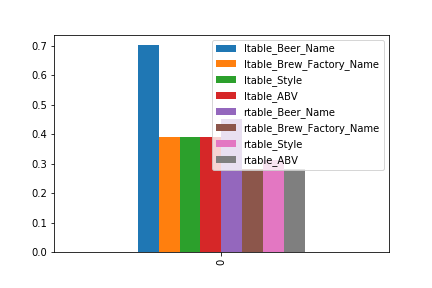 0.7
0.6
0.5
0.4
0.3
0.2
0.1
0.0
ltable_Beer_Name
ltable_Brew_Factory_Name
ltable_Style
ltable_ABV
rtable_Beer_Name
rtable_Brew_Factory_Name
rtable_Style
rtable_ABV
0